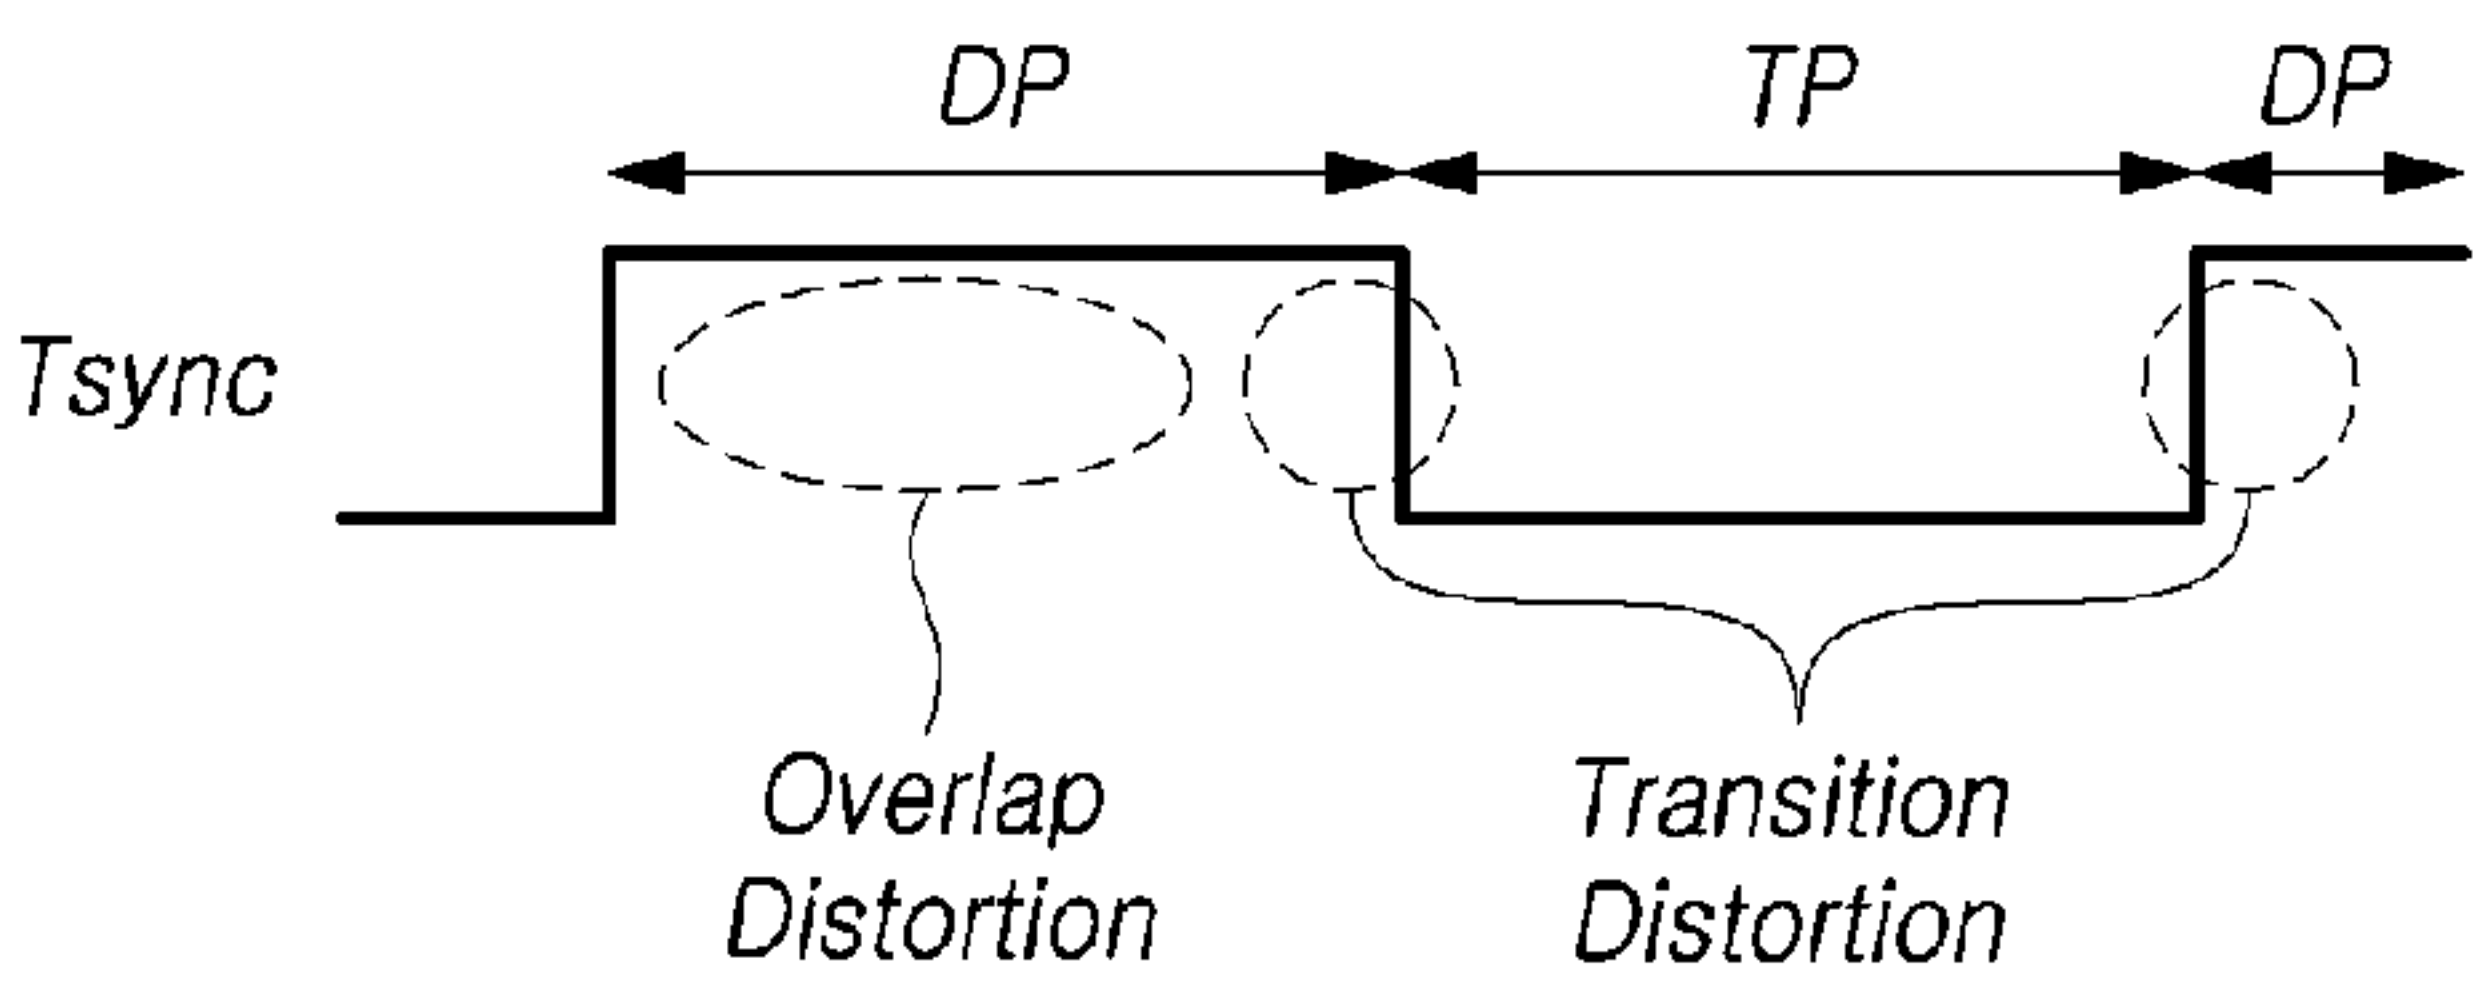 DP TP DP
Tsync
Overlap
Distortion
Transition
Distortion